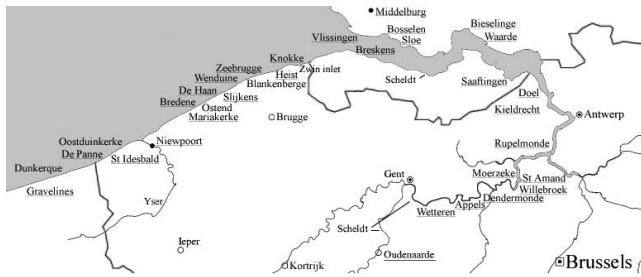 Middelburg
Bosselen
Sloe
Bieselinge
Waarde
Vlissingen
Breskens
Knokke
Zwin inlet
Zeebrugge
Heist
Wenduine
Blankenberge
Scheldt
Saaftingen
De Haan
Slijkens
Doel
Bredene
Ostend
Mariakerke
Kieldrecht
Brugge
Antwerp
Oostduinkerke
Niewpoort
Rupelmonde
De Panne
St Idesbald
Dunkerque
Gravelines
Moerzeke
St Amand
Gent
Willebroek
Appels
Dendermonde
Wetteren
Yser
Scheldt
Ieper
Oudenaarde
Kortrijk
Brussels